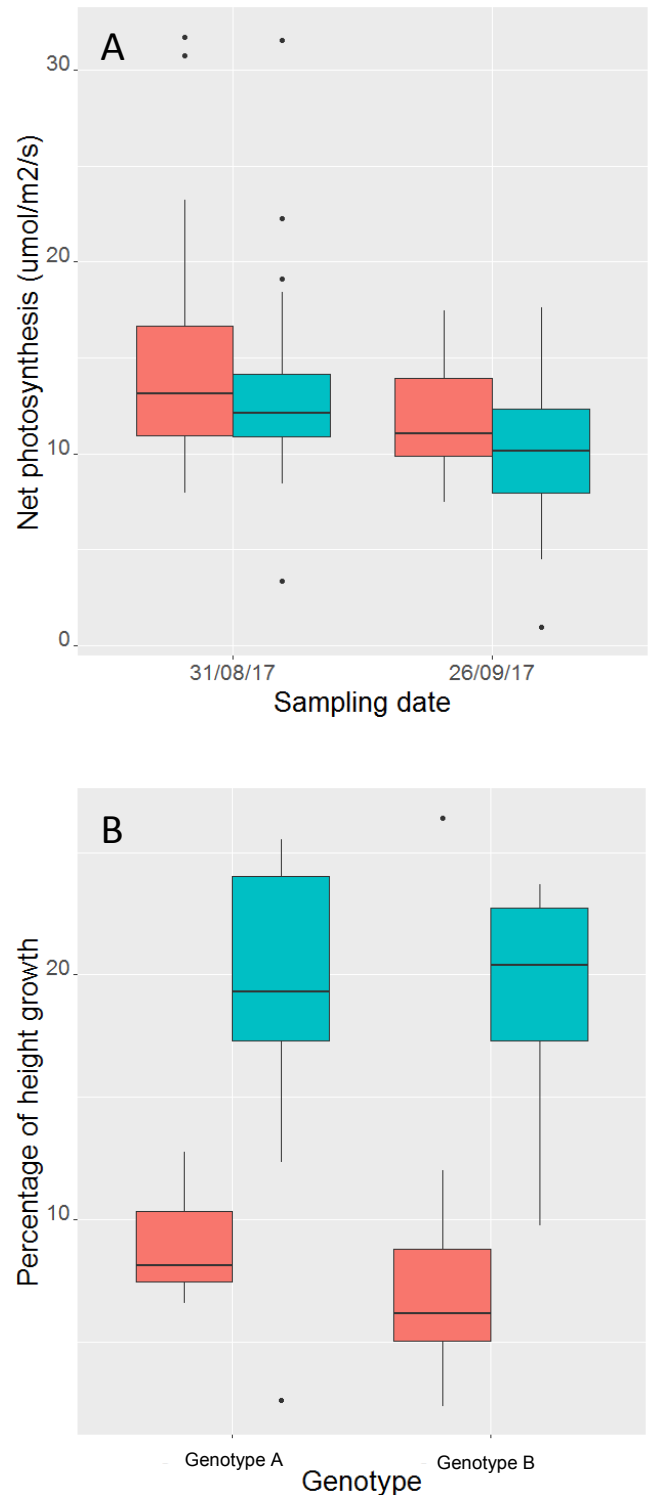 A
Net photosynthesis (umol/m2/s)
30
20
10
0
31/08/17 26/09/17
Sampling date
B
Percentage of height growth
20
10
Genotype A Genotype B
Genotype